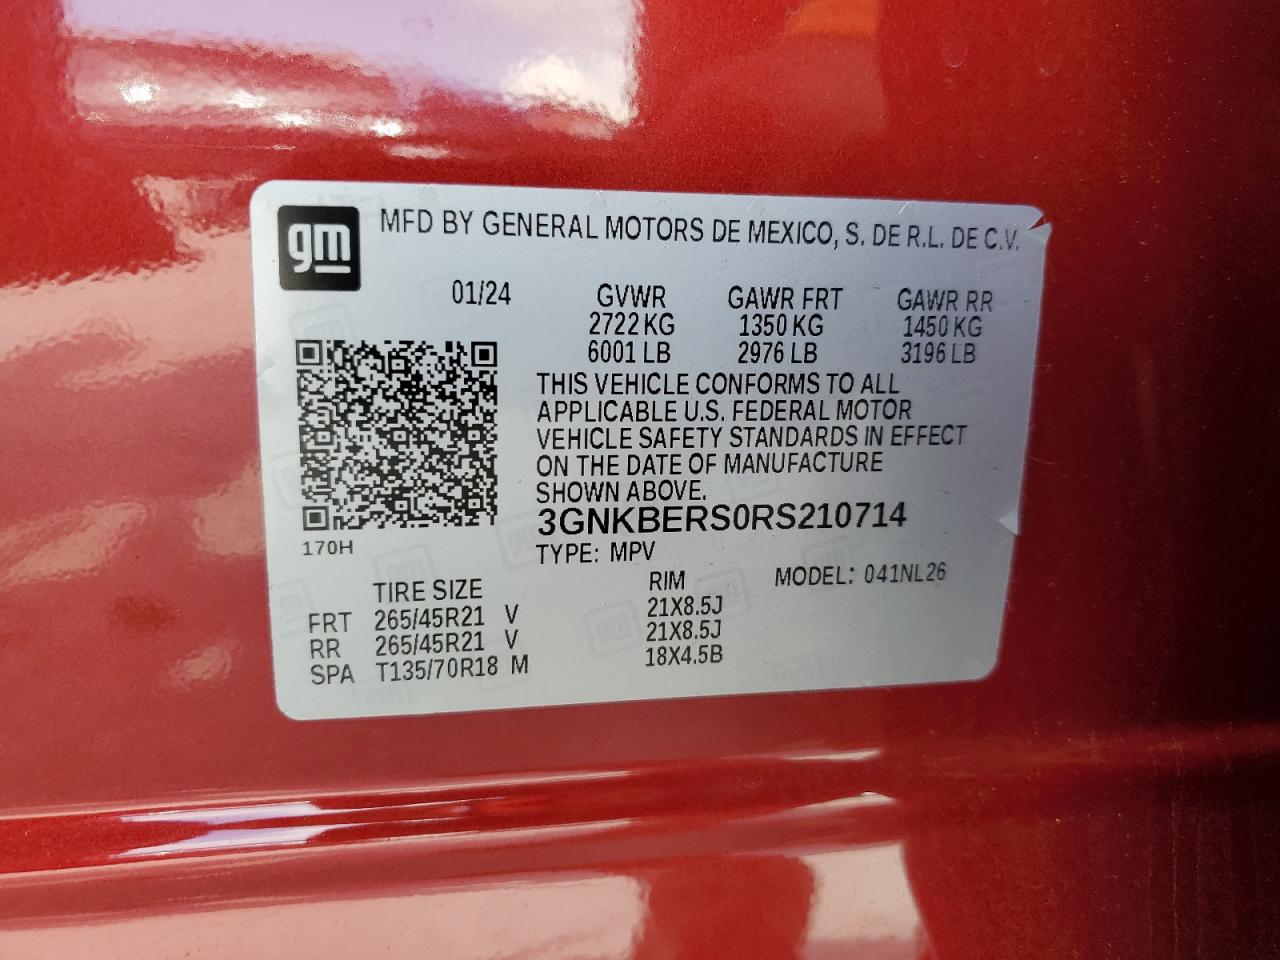 gm
MFD BY GENERAL MOTORS DE MEXICO, S. DE R.L. DE C.V.
01/24 GVWR GAWR FRT GAWR RR
2722 KG 1350 KG 1450 KG
6001 LB 2976 LB 3196 LB
THIS VEHICLE CONFORMS TO ALL
APPLICABLE U.S. FEDERAL MOTOR
VEHICLE SAFETY STANDARDS IN EFFECT
ON THE DATE OF MANUFACTURE
SHOWN ABOVE.
3GNKBERS0RS210714
170H
TYPE: MPV
TIRE SIZE RIM MODEL: 041NL26
FRT 265/45R21 V 21X8.5J
RR 265/45R21 V 21X8.5J
SPA T135/70R18 M 18X4.5B